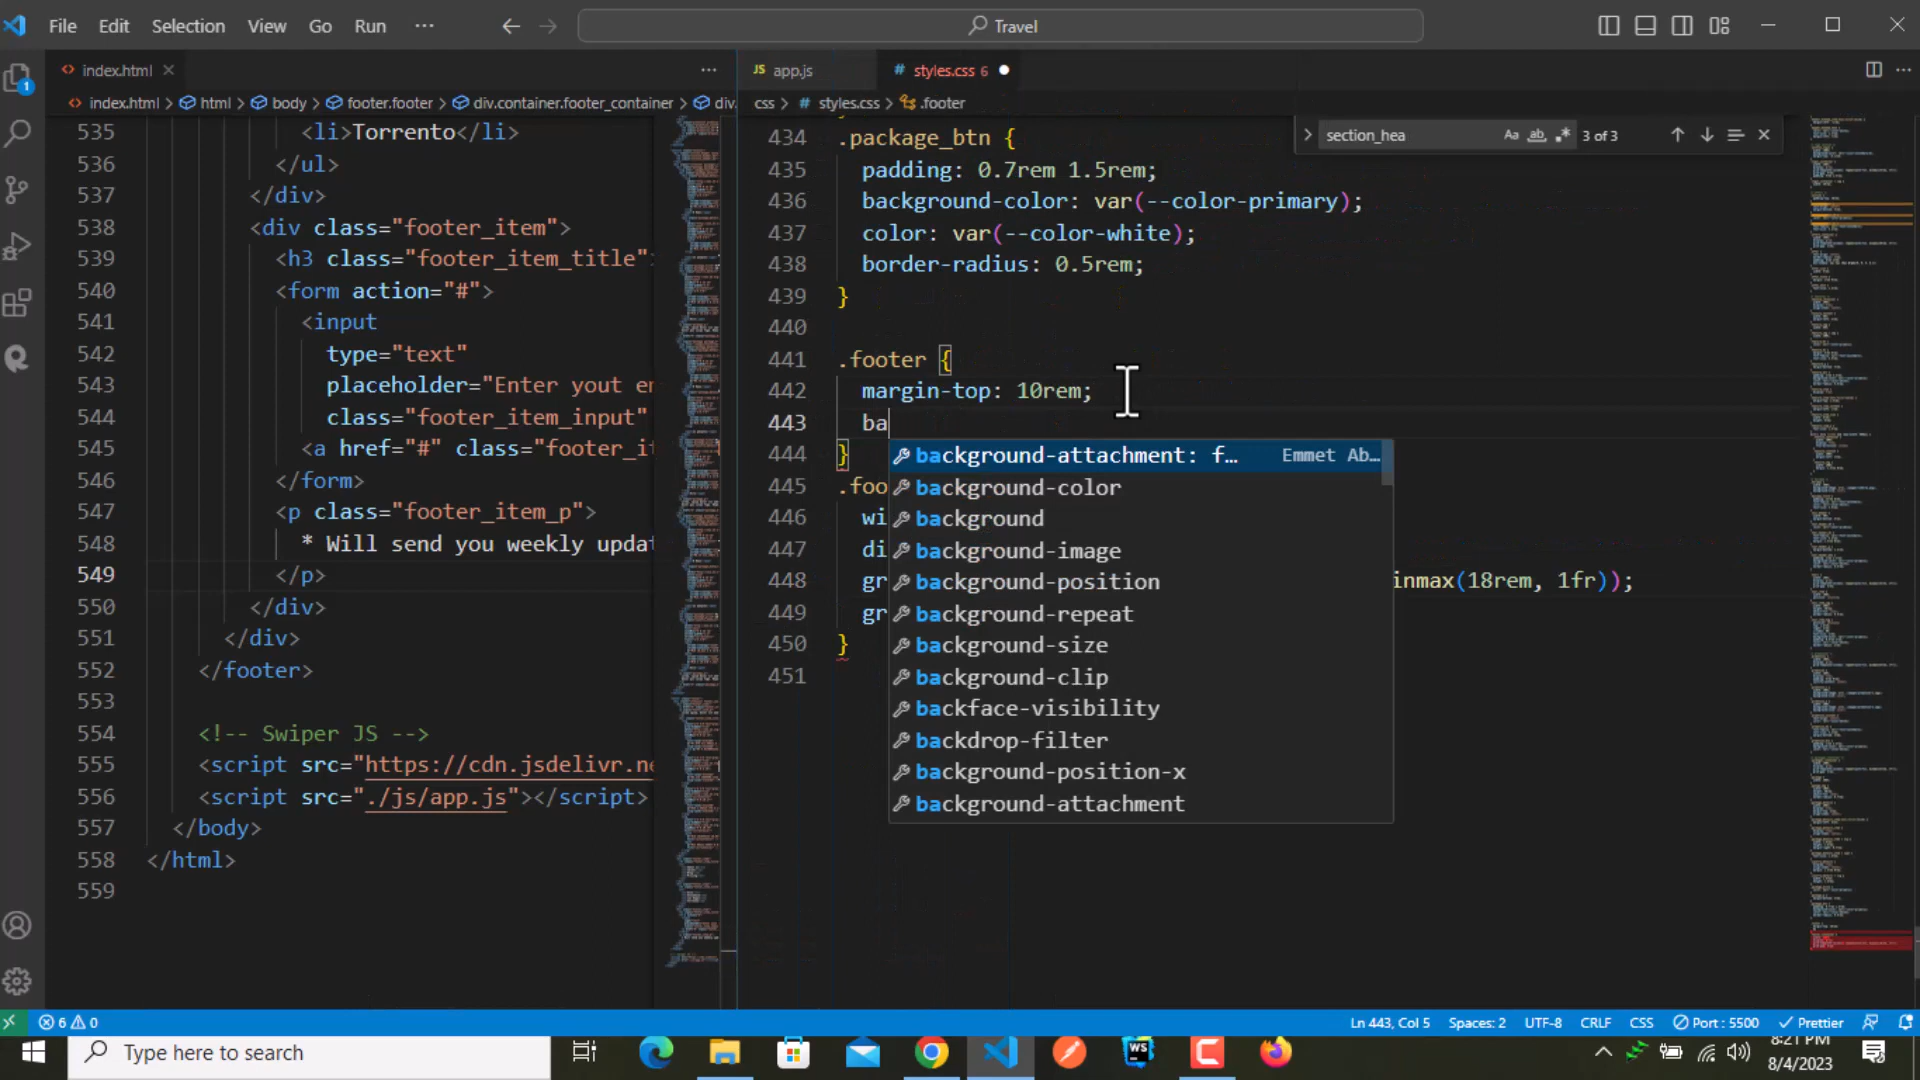 File Edit Selection View Go Run ··· Travel
index.html
index.html > html > body > footer.footer > div.container.footer_container > div.
535 <li>Torrento</li>
536 </ul>
537 </div>
538 <div class="footer_item">
539 <h3 class="footer_item_title"
540 <form action="#">
541 <input
542 type="text"
543 placeholder="Enter yout em
544 class="footer_item_input"
545 <a href="#" class="footer_it
546 </form>
547 <p class="footer_item_p">
548 * Will send you weekly updat
549 </p>
550 </div>
551 </div>
552 </footer>
553
554 <!-- Swiper JS -->
555 <script src="https://cdn.jsdelivr.ne
556 <script src="./js/app.js"></script>
557 </body>
558 </html>
559
JS app.js # styles.css 6
css > # styles.css > .footer
section_hea Aa ab .* 3 of 3
434 .package_btn {
435 padding: 0.7rem 1.5rem;
436 background-color: var(--color-primary);
437 color: var(--color-white);
438 border-radius: 0.5rem;
439 }
440
441 .footer {
442 margin-top: 10rem;
443 ba
444 }
445 .foo
446 wi
447 di
448 gr inmax(18rem, 1fr));
449 gr
450 }
451
background-attachment: f… Emmet Ab…
background-color
background
background-image
background-position
background-repeat
background-size
background-clip
backface-visibility
backdrop-filter
background-position-x
background-attachment
6 0 Ln 443, Col 5 Spaces: 2 UTF-8 CRLF CSS Port : 5500 Prettier
Type here to search
WS
8:21 PM
8/4/2023